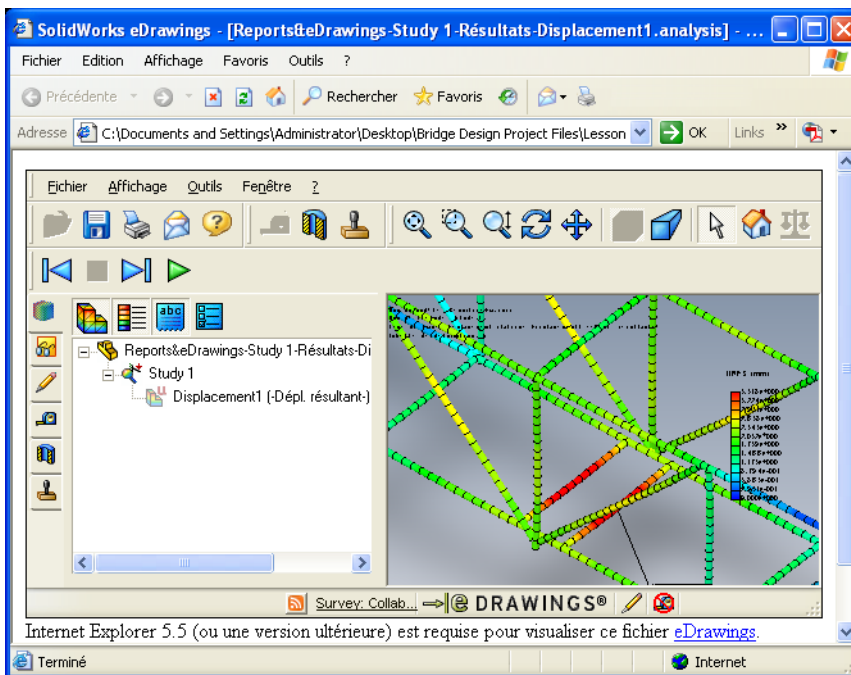 SolidWorks eDrawings - [Reports&eDrawings-Study 1-Résultats-Displacement1.analysis] - ...
Fichier Edition Affichage Favoris Outils ?
Précédente Rechercher Favoris
Adresse C:\Documents and Settings\Administrator\Desktop\Bridge Design Project Files\Lesson OK Links »
Fichier Affichage Outils Fenêtre ?
abc
Reports&eDrawings-Study 1-Résultats-Di
Study 1
Displacement1 (-Dépl. résultant-)
Survey: Collab... e DRAWINGS®
Internet Explorer 5.5 (ou une version ultérieure) est requise pour visualiser ce fichier eDrawings.
Terminé Internet